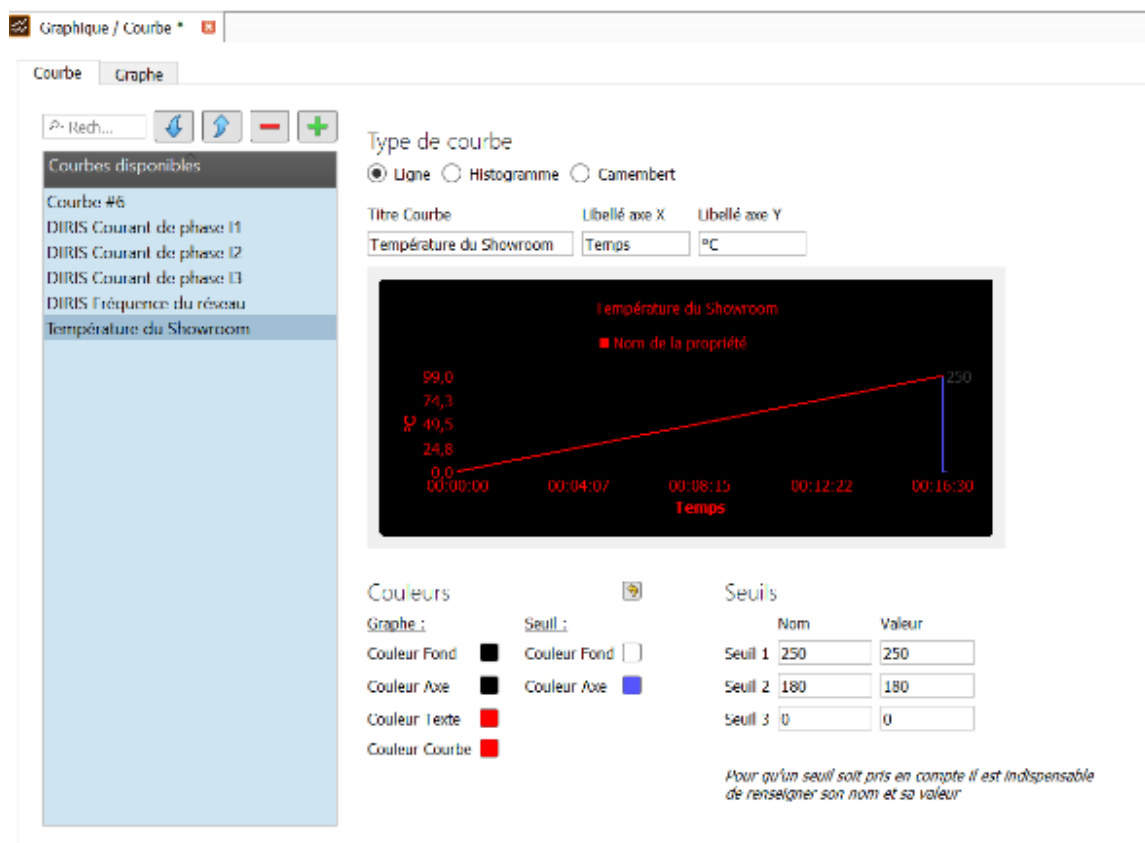 Graphique / Courbe *
Courbe
Graphe
Rech...
Courbes disponibles
Courbe #6
DIRIS Courant de phase I1
DIRIS Courant de phase I2
DIRIS Courant de phase I3
DIRIS Fréquence du réseau
Température du Showroom
Type de courbe
Ligne Histogramme Camembert
Titre Courbe Libellé axe X Libellé axe Y
Température du Showroom Temps °C
Température du Showroom
Nom de la propriété
99,0
74,3
49,5
24,8
0,0
°C
250
00:00:00 00:04:07 00:08:15 00:12:22 00:16:30
Temps
Couleurs
Graphe : Seuil :
Couleur Fond Couleur Fond
Couleur Axe Couleur Axe
Couleur Texte
Couleur Courbe
Seuils
Nom Valeur
Seuil 1 250 250
Seuil 2 180 180
Seuil 3 0 0
Pour qu'un seuil soit pris en compte il est indispensable
de renseigner son nom et sa valeur